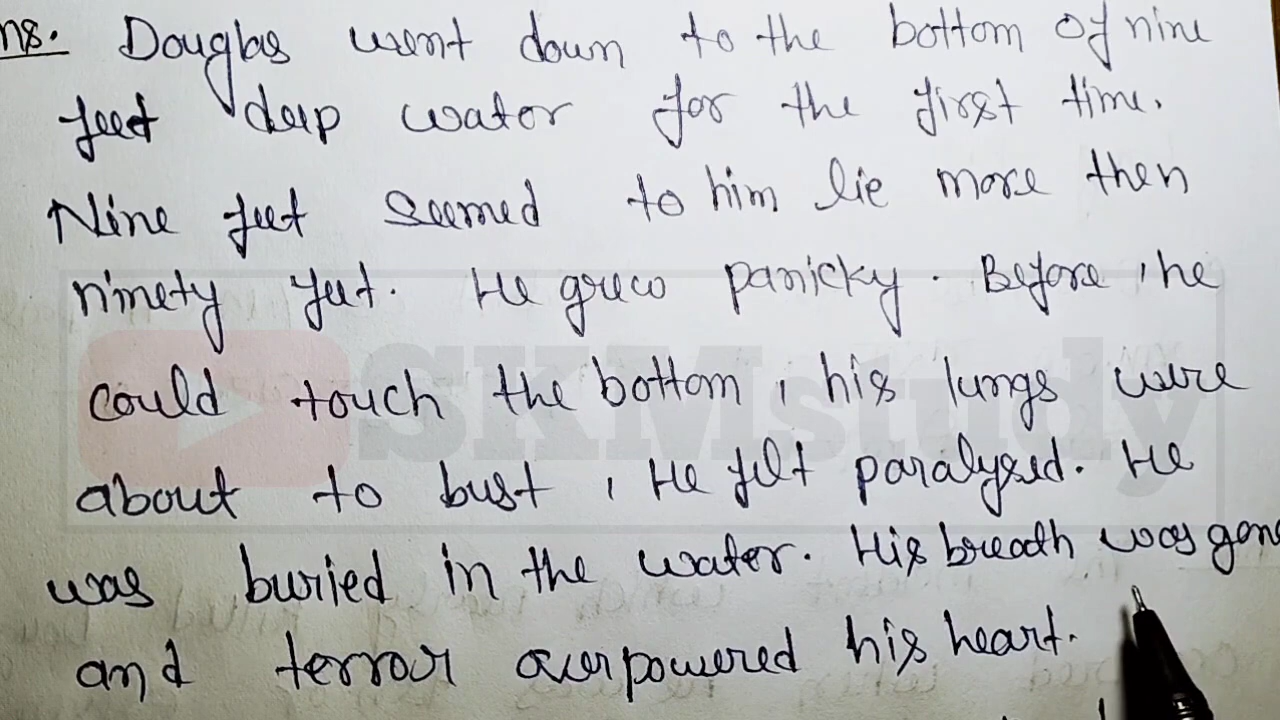 ns. Douglas went down to the bottom of nine
feet deep water for the first time.
Nine feet seemed to him lie more then
ninety feet. He grew panicky. Before, he
could touch the bottom, his lungs were
about to bust, He felt paralyzed. He
was buried in the water. His breath was gone
and terror overpowered his heart.
SKMstudy